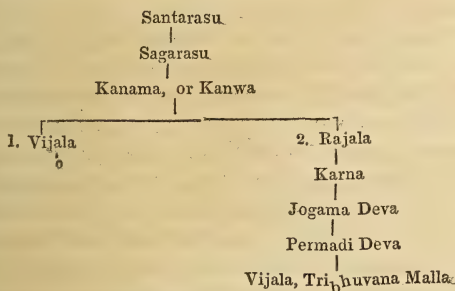 Santarasu
Sagarasu
Kanama, or Kanwa
1. Vijala 2. Rajala
o
Karna
Jogama Deva
Permadi Deva
Vijala, Tribhuvana Malla